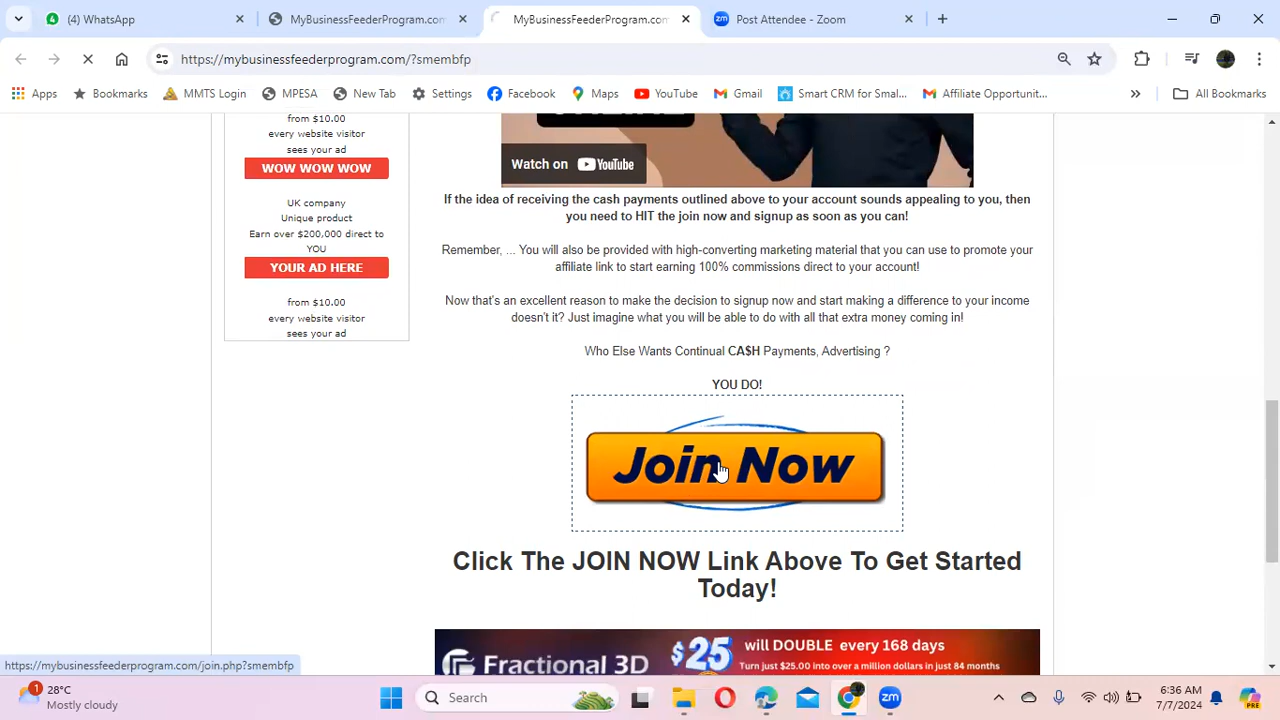 (4) WhatsApp
MyBusinessFeederProgram.com
MyBusinessFeederProgram.com
Post Attendee - Zoom
https://mybusinessfeederprogram.com/?smembfp
Apps
Bookmarks
MMTS Login
MPESA
New Tab
Settings
Facebook
Maps
YouTube
Gmail
Smart CRM for Smal...
Affiliate Opportunit...
All Bookmarks
from $10.00
every website visitor
sees your ad
WOW WOW WOW
UK company
Unique product
Earn over $200,000 direct to
YOU
YOUR AD HERE
from $10.00
every website visitor
sees your ad
Watch on YouTube
If the idea of receiving the cash payments outlined above to your account sounds appealing to you, then
you need to HIT the join now and signup as soon as you can!
Remember, ... You will also be provided with high-converting marketing material that you can use to promote your
affiliate link to start earning 100% commissions direct to your account!
Now that's an excellent reason to make the decision to signup now and start making a difference to your income
doesn't it? Just imagine what you will be able to do with all that extra money coming in!
Who Else Wants Continual CA$H Payments, Advertising ?
YOU DO!
Join Now
Click The JOIN NOW Link Above To Get Started
Today!
Fractional 3D
$25
will DOUBLE every 168 days
Turn just $25.00 into over a million dollars in just 84 months
https://mybusinessfeederprogram.com/join.php?smembfp
1
28°C
Mostly cloudy
Search
zm
6:36 AM
7/7/2024
PRE